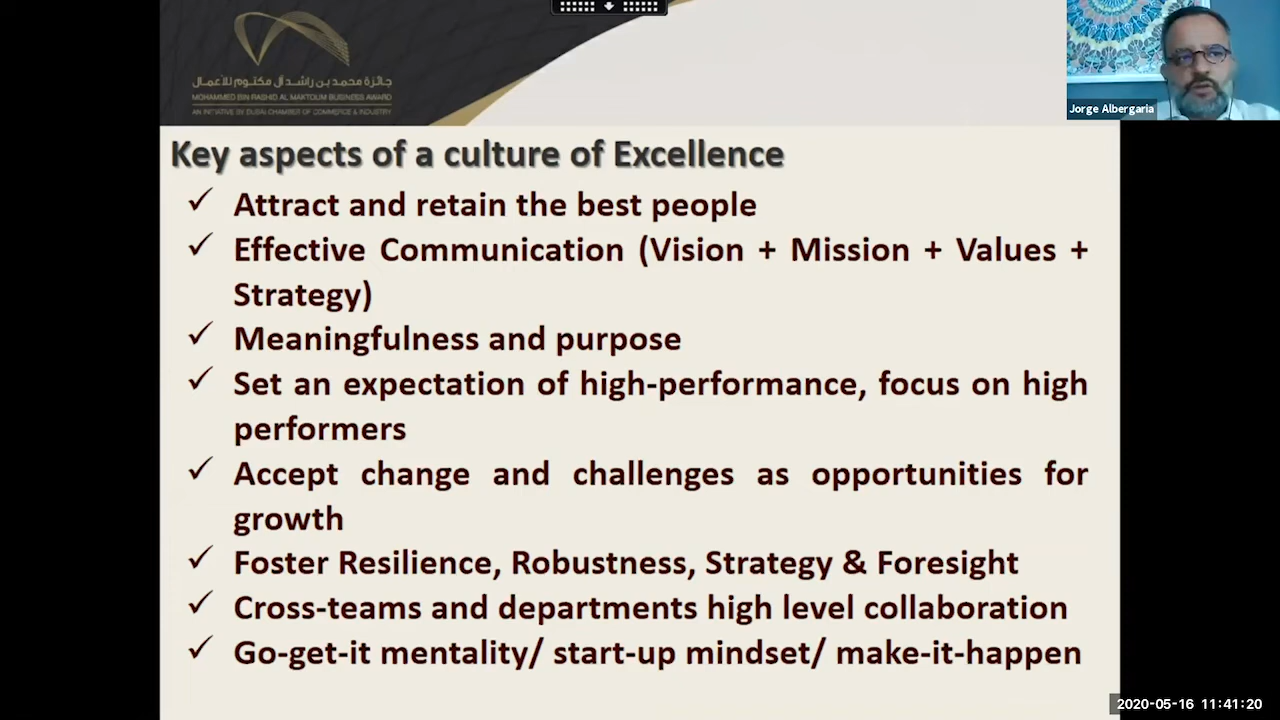 جائزة محمد بن راشد آل مكتوم للأعمال
MOHAMMED BIN RASHID AL MAKTOUM BUSINESS AWARD
AN INITIATIVE BY DUBAI CHAMBER OF COMMERCE & INDUSTRY
Jorge Albergaria
Key aspects of a culture of Excellence
✓ Attract and retain the best people
✓ Effective Communication (Vision + Mission + Values +
Strategy)
✓ Meaningfulness and purpose
✓ Set an expectation of high-performance, focus on high
performers
✓ Accept change and challenges as opportunities for
growth
✓ Foster Resilience, Robustness, Strategy & Foresight
✓ Cross-teams and departments high level collaboration
✓ Go-get-it mentality/ start-up mindset/ make-it-happen
2020-05-16 11:41:20